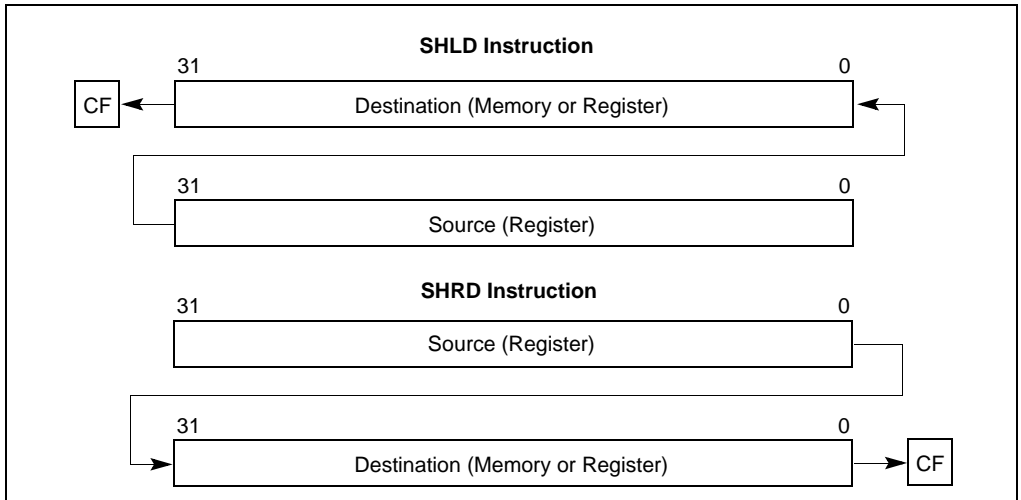 SHLD Instruction
31 0
CF Destination (Memory or Register)
31 0
Source (Register)
SHRD Instruction
31 0
Source (Register)
31 0
Destination (Memory or Register) CF